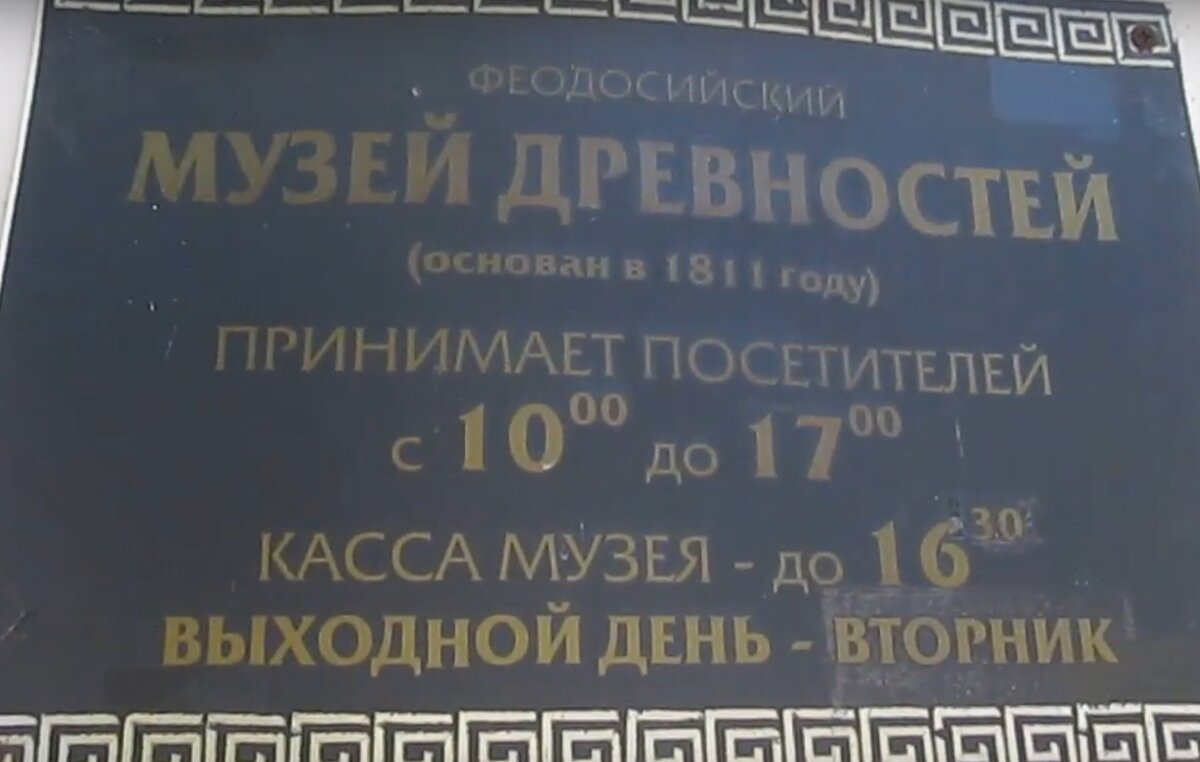 ФЕОДОСИЙСКИЙ
МУЗЕЙ ДРЕВНОСТЕЙ
(основан в 1811 году)
ПРИНИМАЕТ ПОСЕТИТЕЛЕЙ
с 10⁰⁰ до 17⁰⁰
КАССА МУЗЕЯ - до 16³⁰
ВЫХОДНОЙ ДЕНЬ - ВТОРНИК